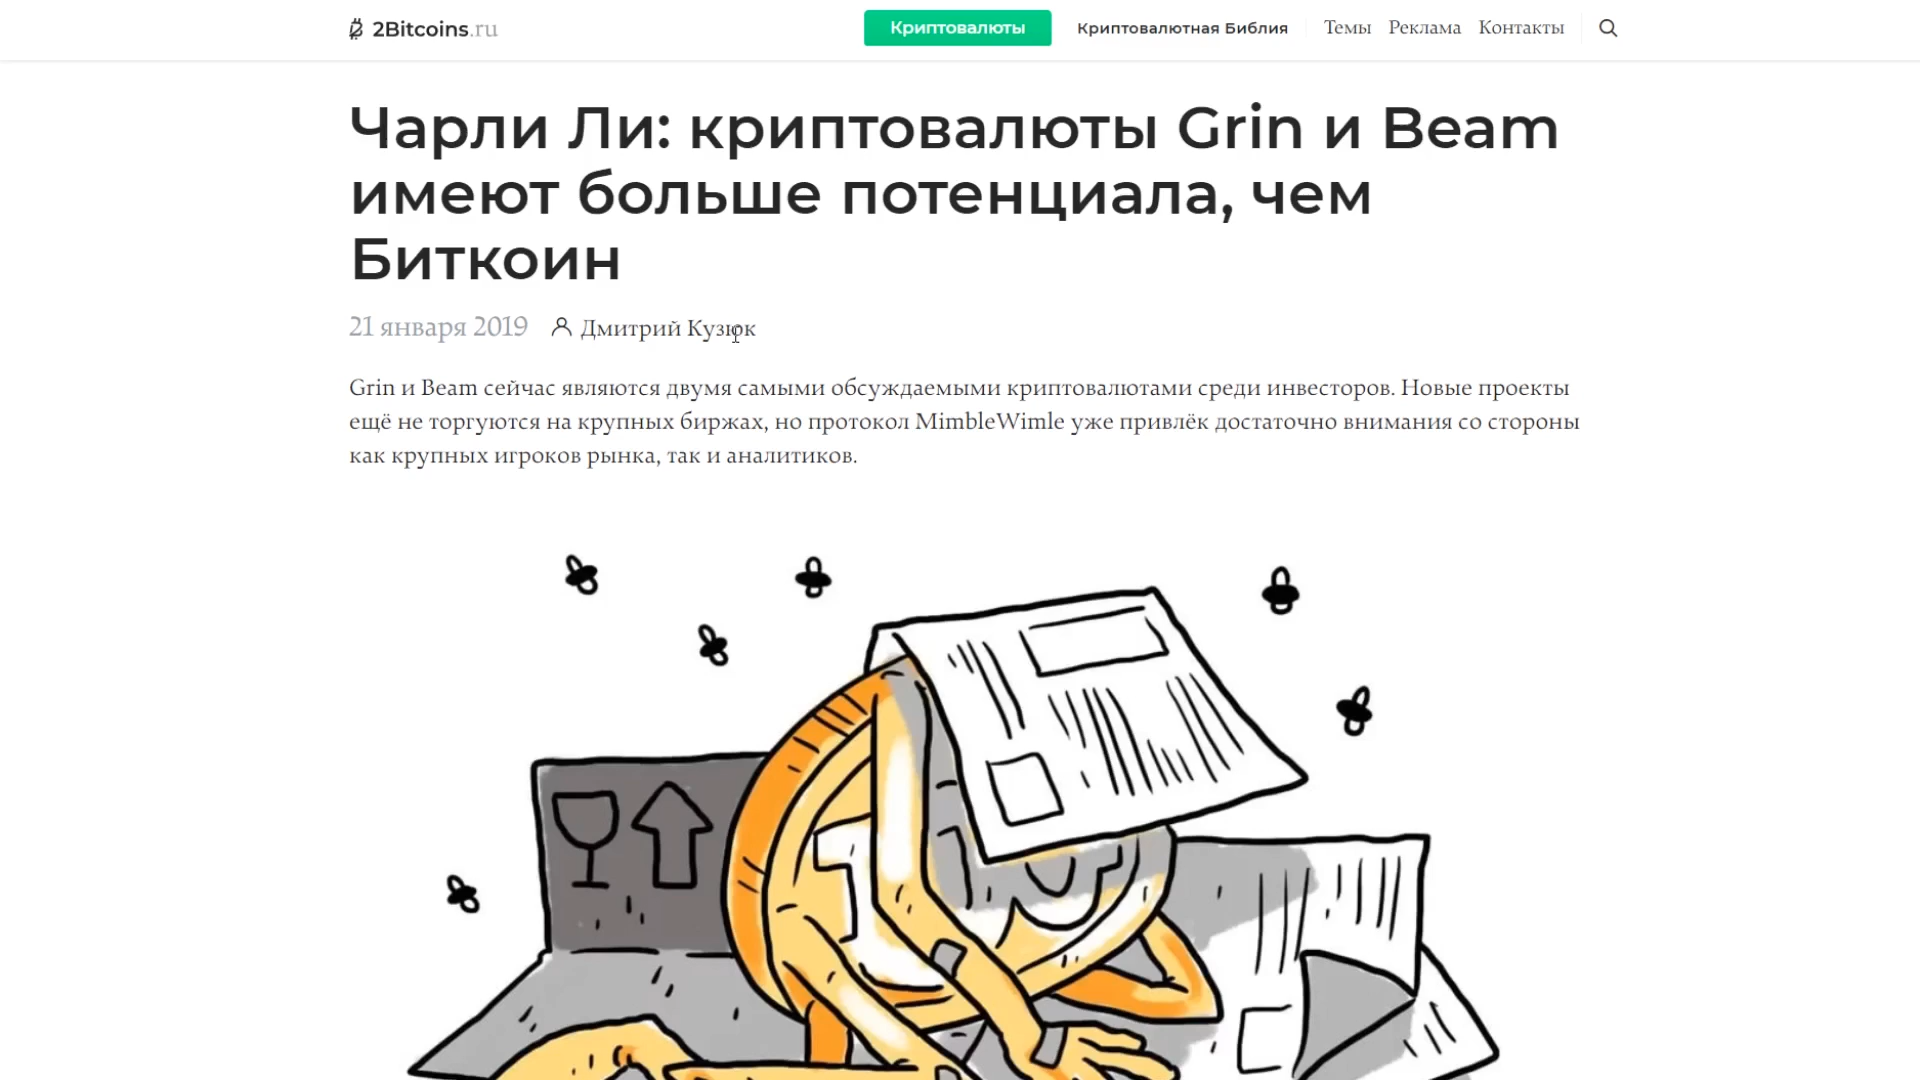 2Bitcoins.ru
Криптовалюты
Криптовалютная Библия
Темы
Реклама
Контакты
Чарли Ли: криптовалюты Grin и Beam
имеют больше потенциала, чем
Биткоин
21 января 2019
Дмитрий Кузюк
Grin и Beam сейчас являются двумя самыми обсуждаемыми криптовалютами среди инвесторов. Новые проекты
ещё не торгуются на крупных биржах, но протокол MimbleWimle уже привлёк достаточно внимания со стороны
как крупных игроков рынка, так и аналитиков.